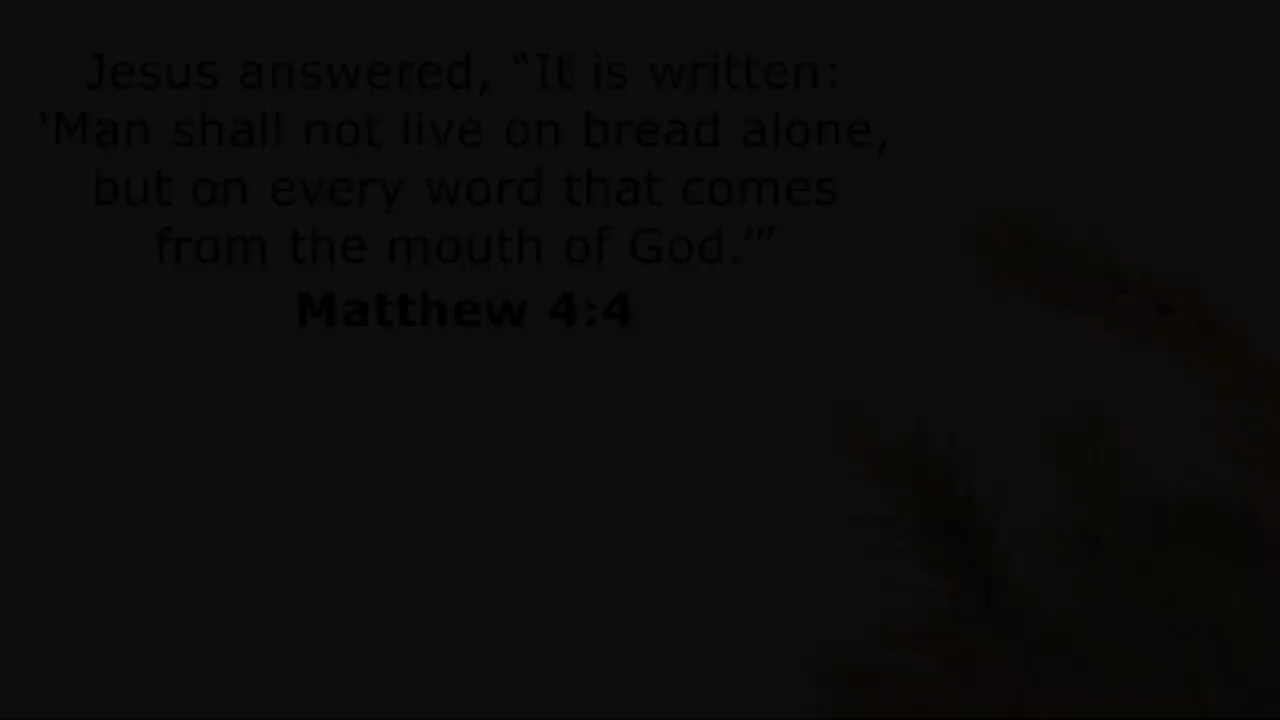 Jesus answered, “It is written:
‘Man shall not live on bread alone,
but on every word that comes
from the mouth of God.’”
Matthew 4:4